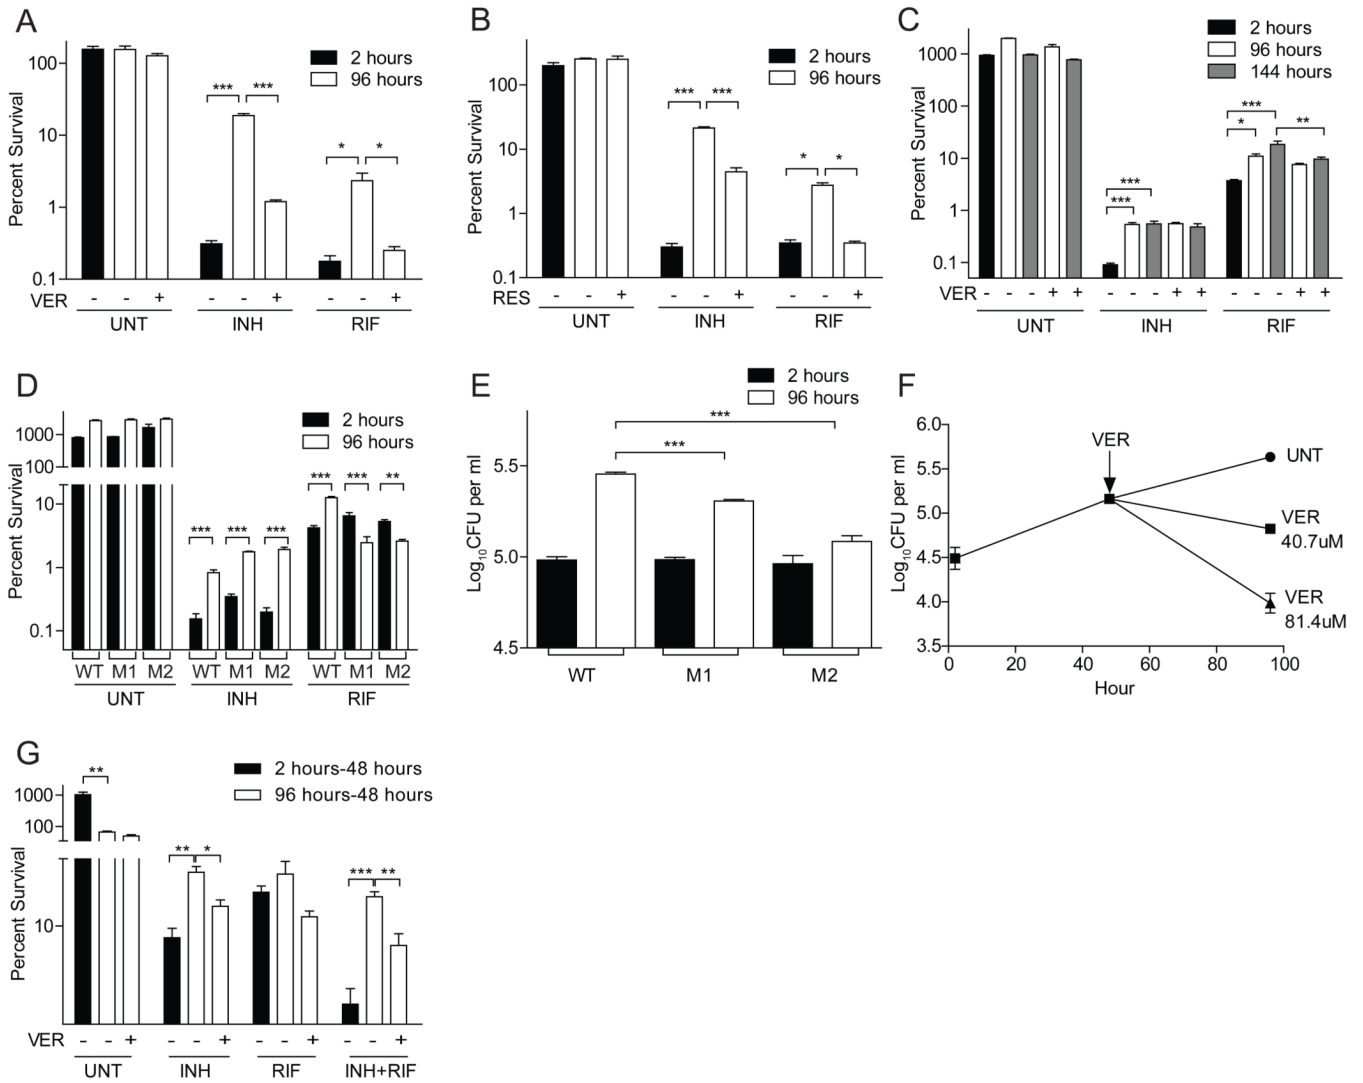 A
Percent Survival
100
10
1
0.1
2 hours
96 hours
*** ***
* *
VER - - + - - + - - +
UNT INH RIF
B
Percent Survival
100
10
1
0.1
2 hours
96 hours
*** ***
* *
RES - - + - - + - - +
UNT INH RIF
C
Percent Survival
1000
100
10
1
0.1
2 hours
96 hours
144 hours
***
***
***
* **
VER - - - + + - - - + + - - - + +
UNT INH RIF
D
Percent Survival
1000
100
10
1
0.1
2 hours
96 hours
*** *** ***
*** *** **
WT M1 M2 WT M1 M2 WT M1 M2
UNT INH RIF
E
Log10CFU per ml
5.5
5.0
4.5
2 hours
96 hours
***
***
WT M1 M2
F
Log10CFU per ml
6.0
5.5
5.0
4.5
4.0
3.5
VER
UNT
VER
40.7uM
VER
81.4uM
0 20 40 60 80 100
Hour
G
Percent Survival
1000
100
10
2 hours-48 hours
96 hours-48 hours
**
** *
*** **
VER - - + - - + - - + - - +
UNT INH RIF INH+RIF